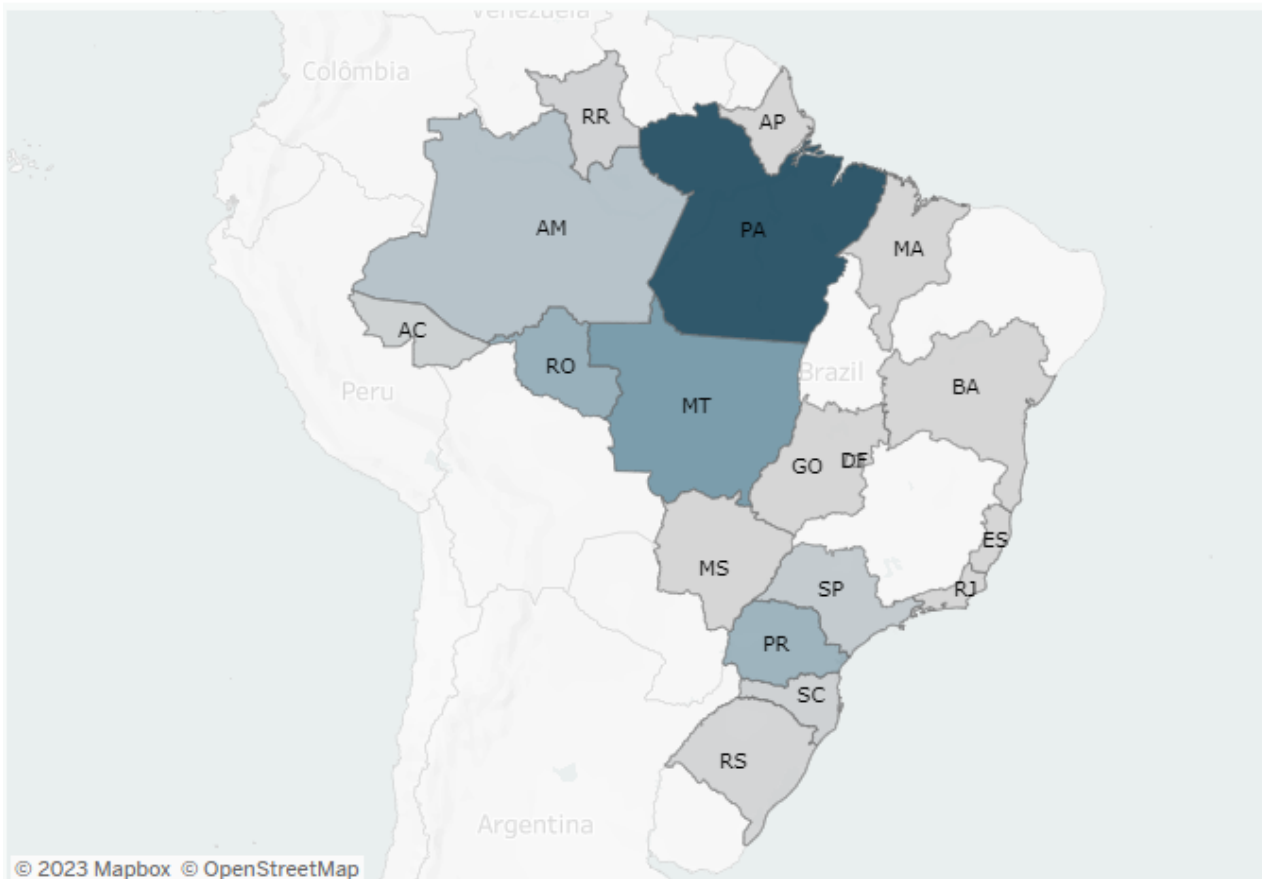 Venezuela
Colômbia
RR
AP
AM
PA
MA
AC
RO
Brazil
Peru
BA
MT
GO
DF
ES
MS
SP
RJ
PR
SC
RS
Argentina
© 2023 Mapbox © OpenStreetMap